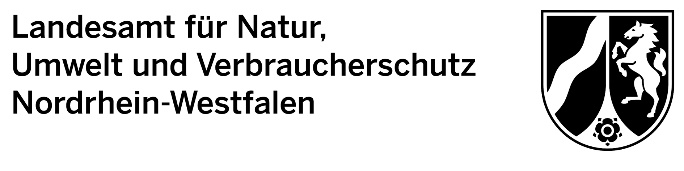 Landesamt für Natur,
Umwelt und Verbraucherschutz
Nordrhein-Westfalen